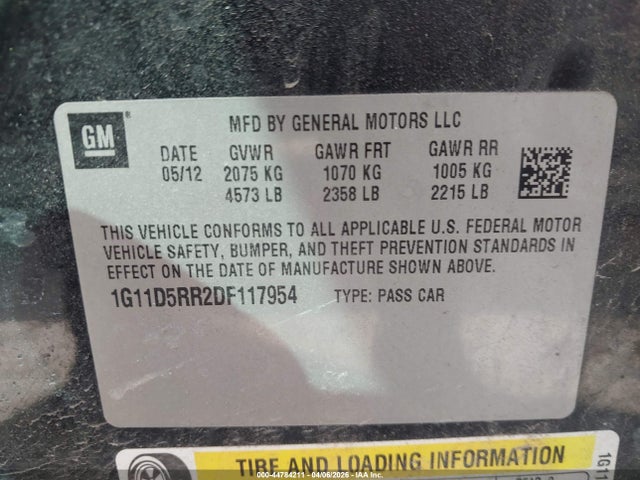 GM
MFD BY GENERAL MOTORS LLC
DATE GVWR GAWR FRT GAWR RR
05/12 2075 KG 1070 KG 1005 KG
4573 LB 2358 LB 2215 LB
THIS VEHICLE CONFORMS TO ALL APPLICABLE U.S. FEDERAL MOTOR
VEHICLE SAFETY, BUMPER, AND THEFT PREVENTION STANDARDS IN
EFFECT ON THE DATE OF MANUFACTURE SHOWN ABOVE.
1G11D5RR2DF117954 TYPE: PASS CAR
TIRE AND LOADING INFORMATION
1G11
000-44784211 - 04/06/2026 - IAAI, Inc.